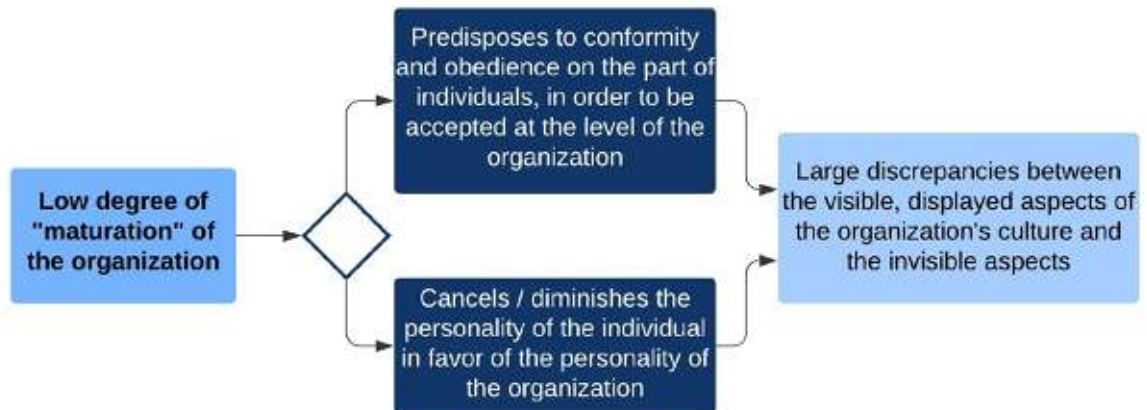 Low degree of
"maturation" of
the organization
Predisposes to conformity
and obedience on the part of
individuals, in order to be
accepted at the level of the
organization
Cancels / diminishes the
personality of the individual
in favor of the personality of
the organization
Large discrepancies between
the visible, displayed aspects of
the organization's culture and
the invisible aspects